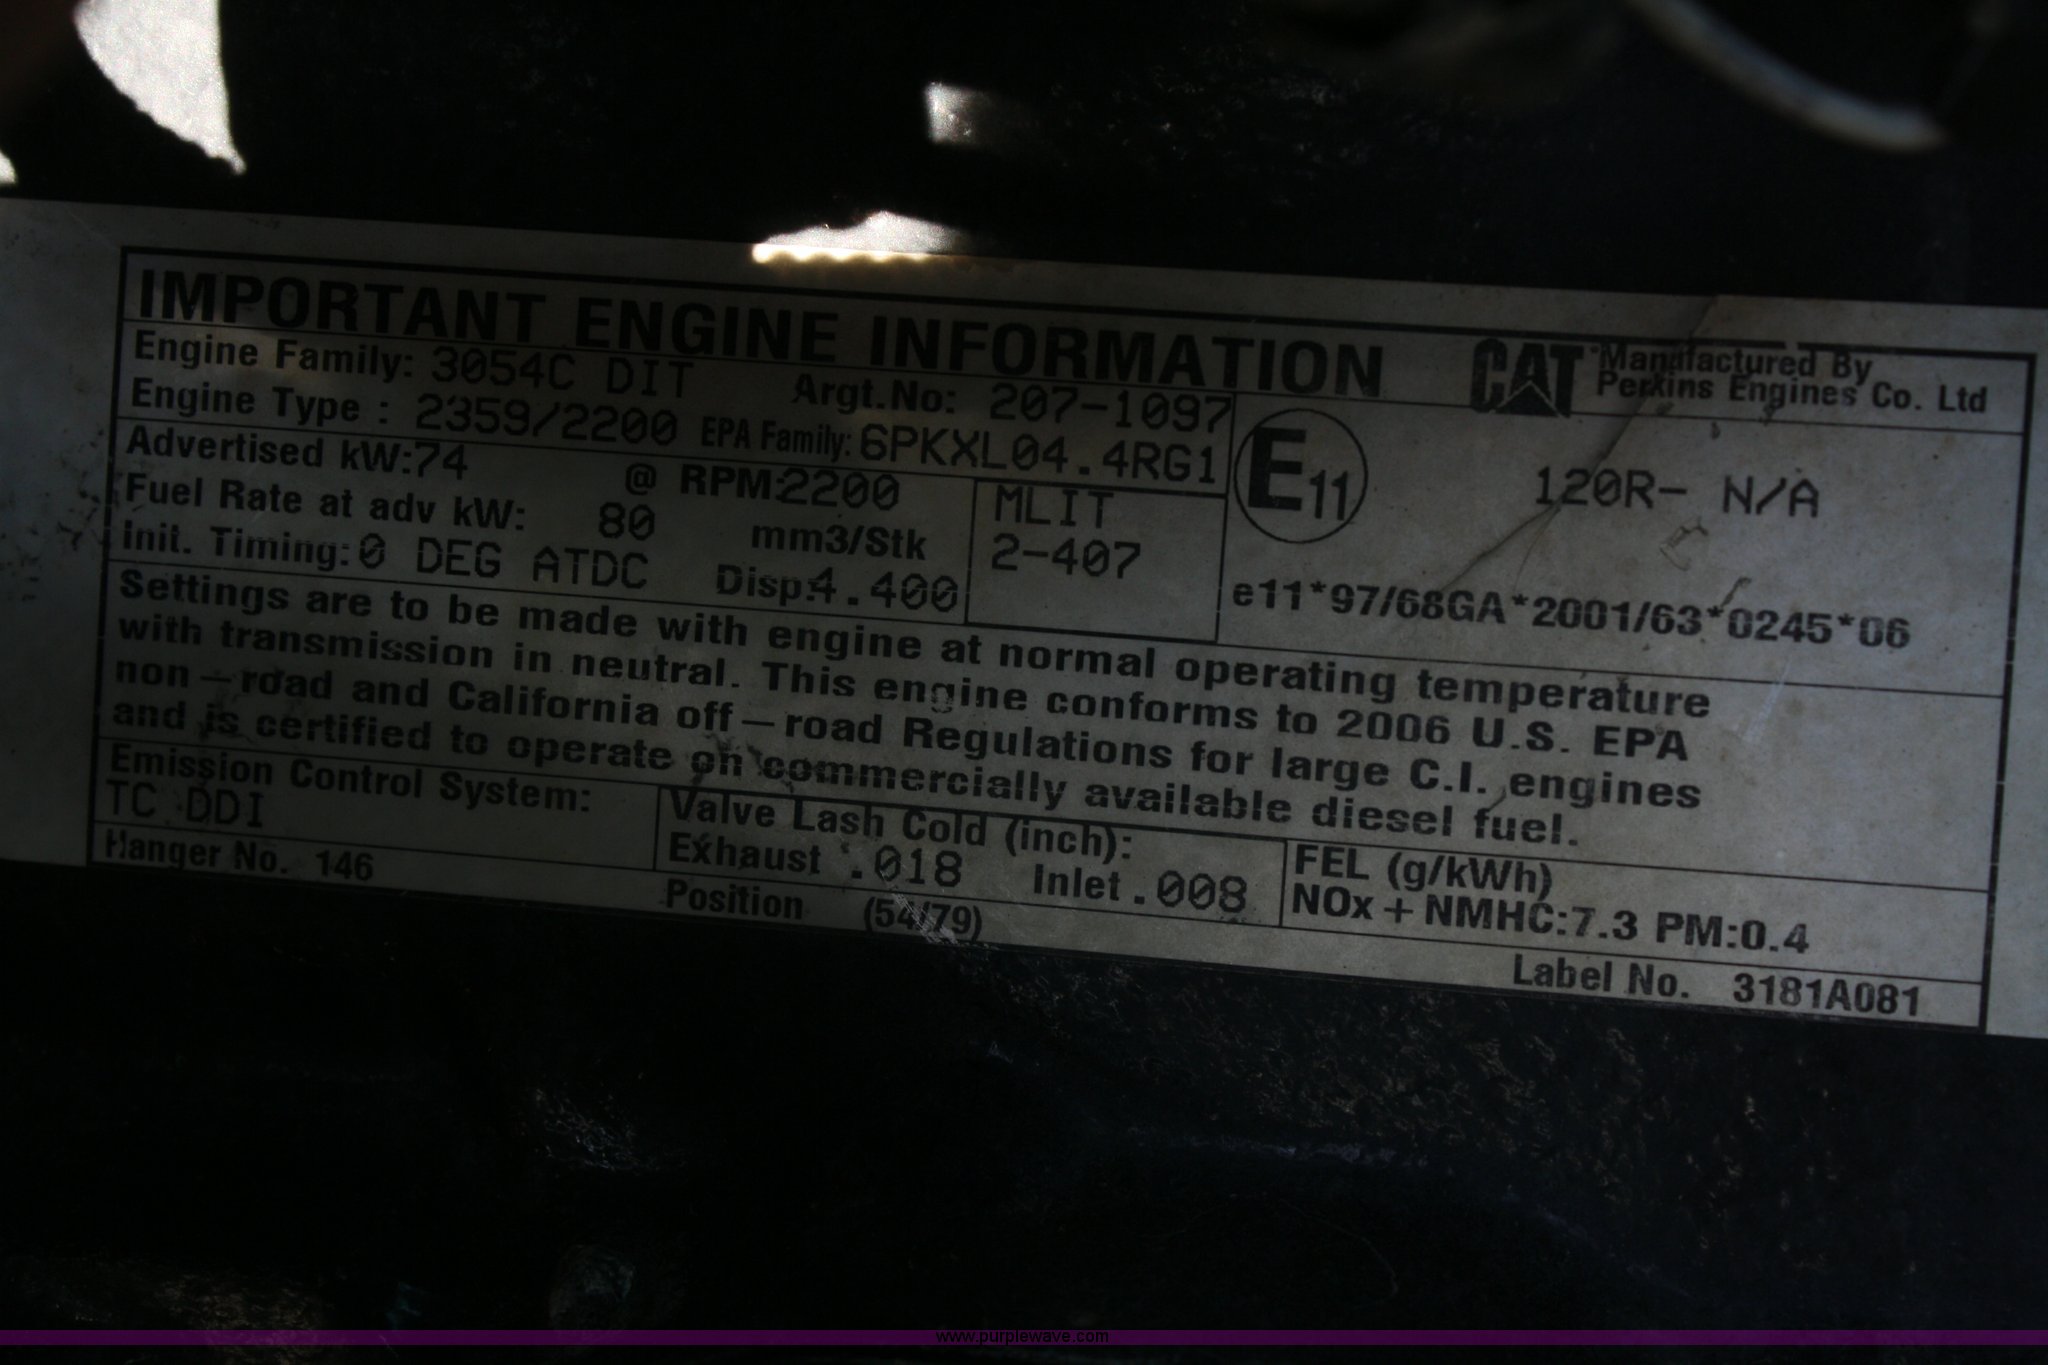 IMPORTANT ENGINE INFORMATION
CAT Manufactured By
Perkins Engines Co. Ltd
Engine Family: 3054C DIT Argt.No: 207-1097
Engine Type : 2359/2200 EPA Family: 6PKXL04.4RG1
Advertised kW:74 @ RPM:2200
Fuel Rate at adv kW: 80 mm3/Stk
Init. Timing:0 DEG ATDC Disp:4.400
MLIT
2-407
E11 120R- N/A
e11*97/68GA*2001/63*0245*06
Settings are to be made with engine at normal operating temperature
with transmission in neutral. This engine conforms to 2006 U.S. EPA
non-road and California off-road Regulations for large C.I. engines
and is certified to operate on commercially available diesel fuel.
Emission Control System:
TC DDI
Valve Lash Cold (inch):
Exhaust .018 Inlet .008
FEL (g/kWh)
NOx+NMHC:7.3 PM:0.4
Hanger No. 146 Position (54/79) Label No. 3181A081
www.purplewave.com